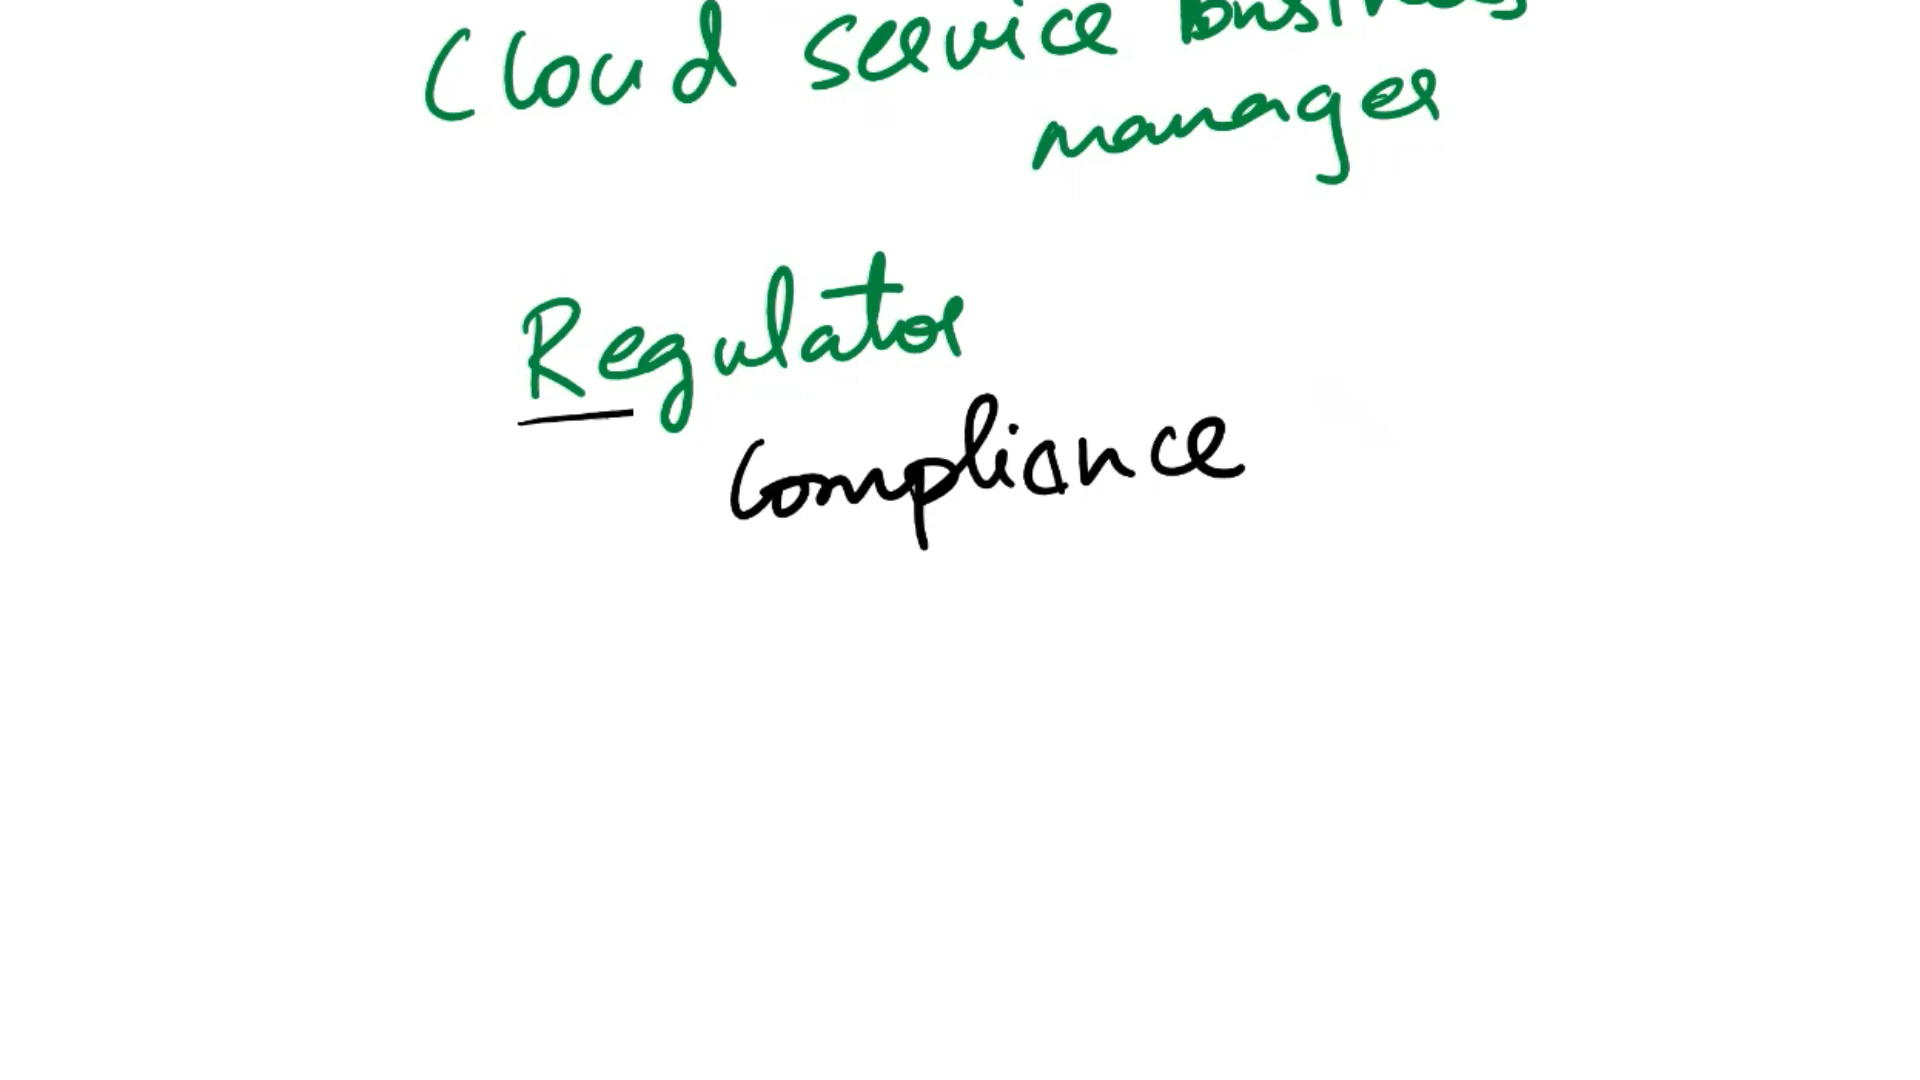 Cloud service Business
manager
Regulator
Compliance